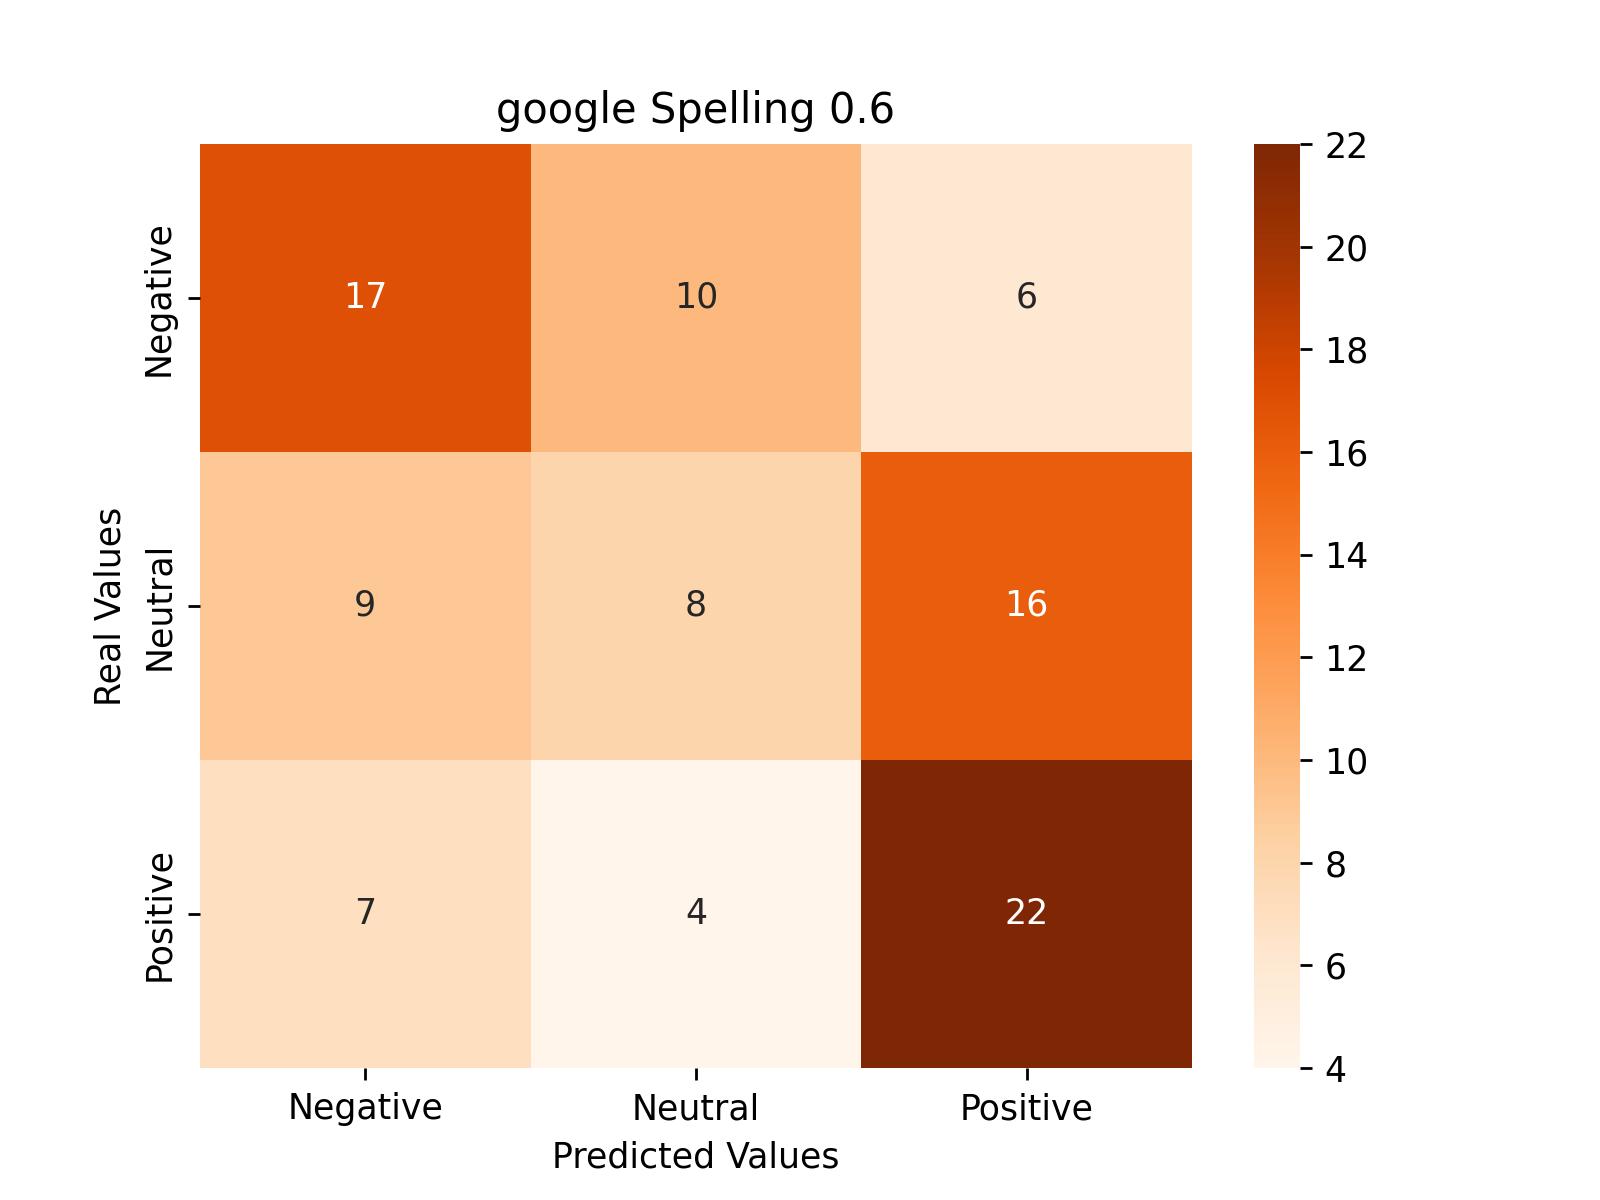 google Spelling 0.6
Real Values
Negative
17 10 6
Neutral
9 8 16
Positive
7 4 22
Negative Neutral Positive
Predicted Values
22
20
18
16
14
12
10
8
6
4